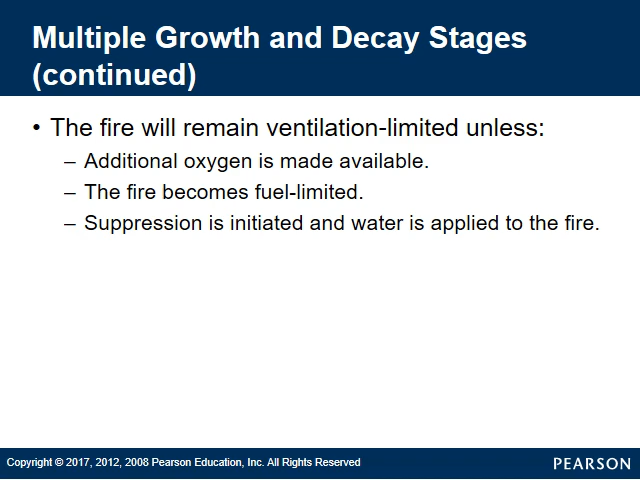 Multiple Growth and Decay Stages
(continued)
• The fire will remain ventilation-limited unless:
– Additional oxygen is made available.
– The fire becomes fuel-limited.
– Suppression is initiated and water is applied to the fire.
Copyright © 2017, 2012, 2008 Pearson Education, Inc. All Rights Reserved
PEARSON